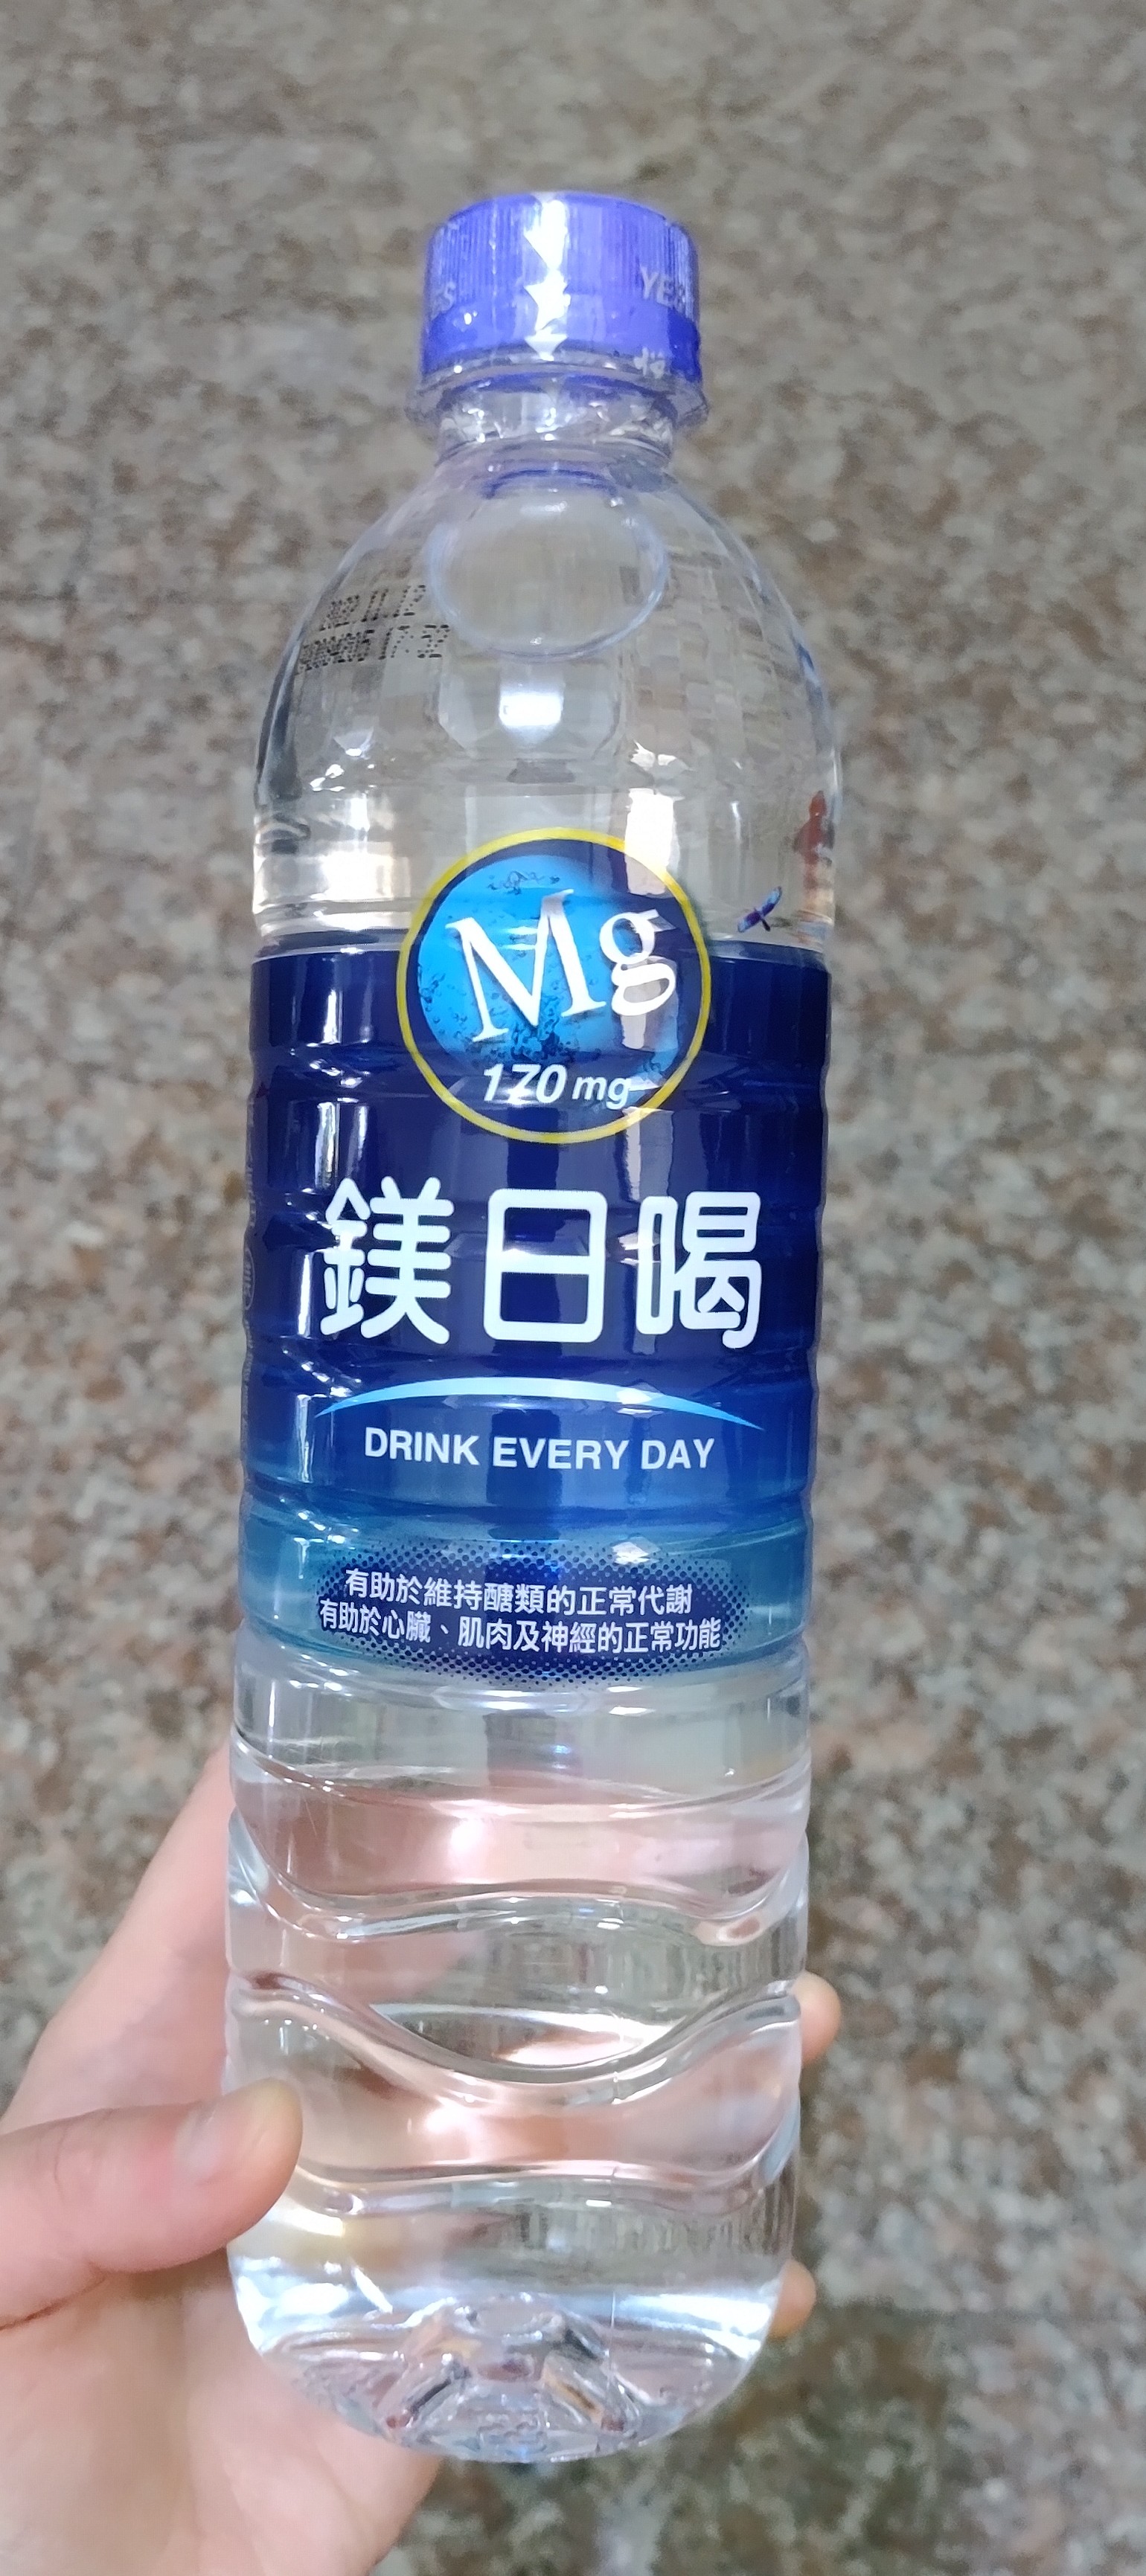 YES
Mg
170 mg
鎂日喝
DRINK EVERY DAY
有助於維持醣類的正常代謝
有助於心臟、肌肉及神經的正常功能